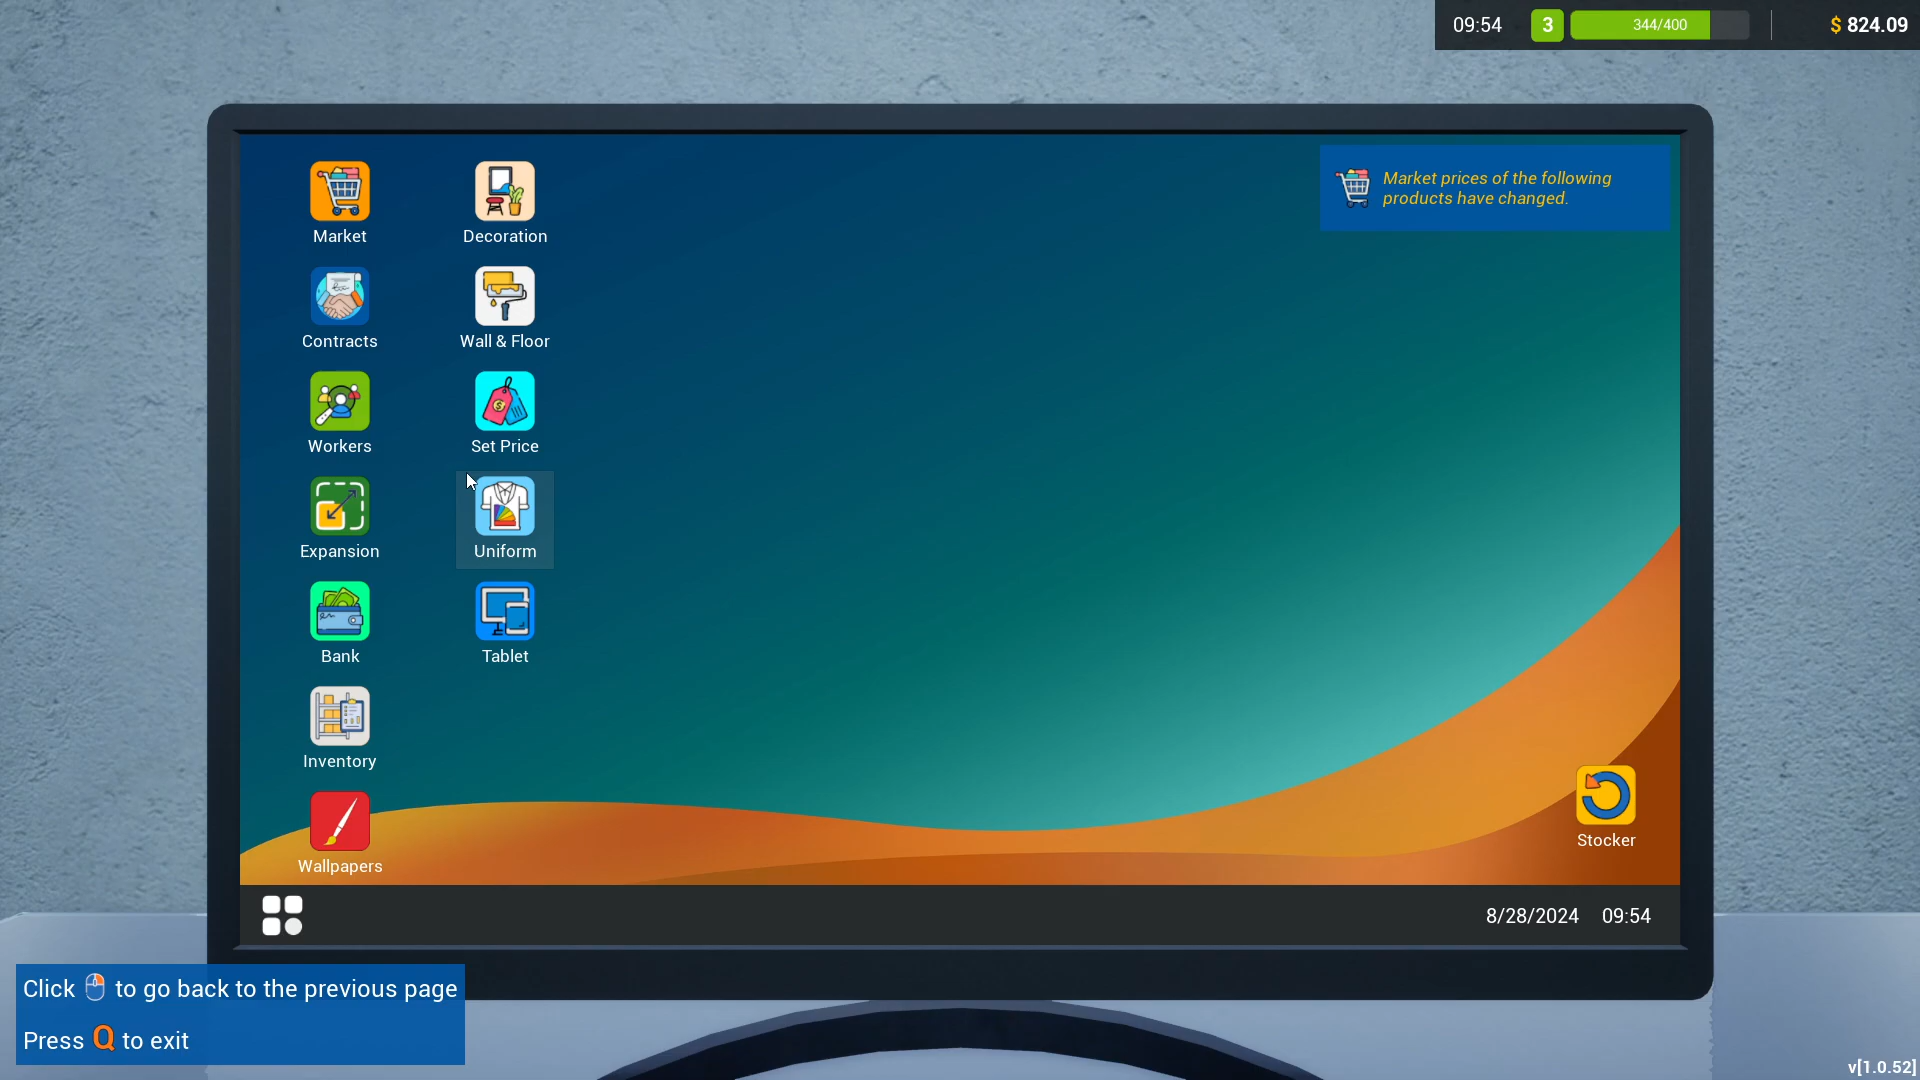 09:54
3
344/400
$ 824.09
Market
Decoration
Market prices of the following
products have changed.
Contracts
Wall & Floor
Workers
Set Price
Expansion
Uniform
Bank
Tablet
Inventory
Wallpapers
Stocker
8/28/2024 09:54
Click to go back to the previous page
Press Q to exit
v[1.0.52]